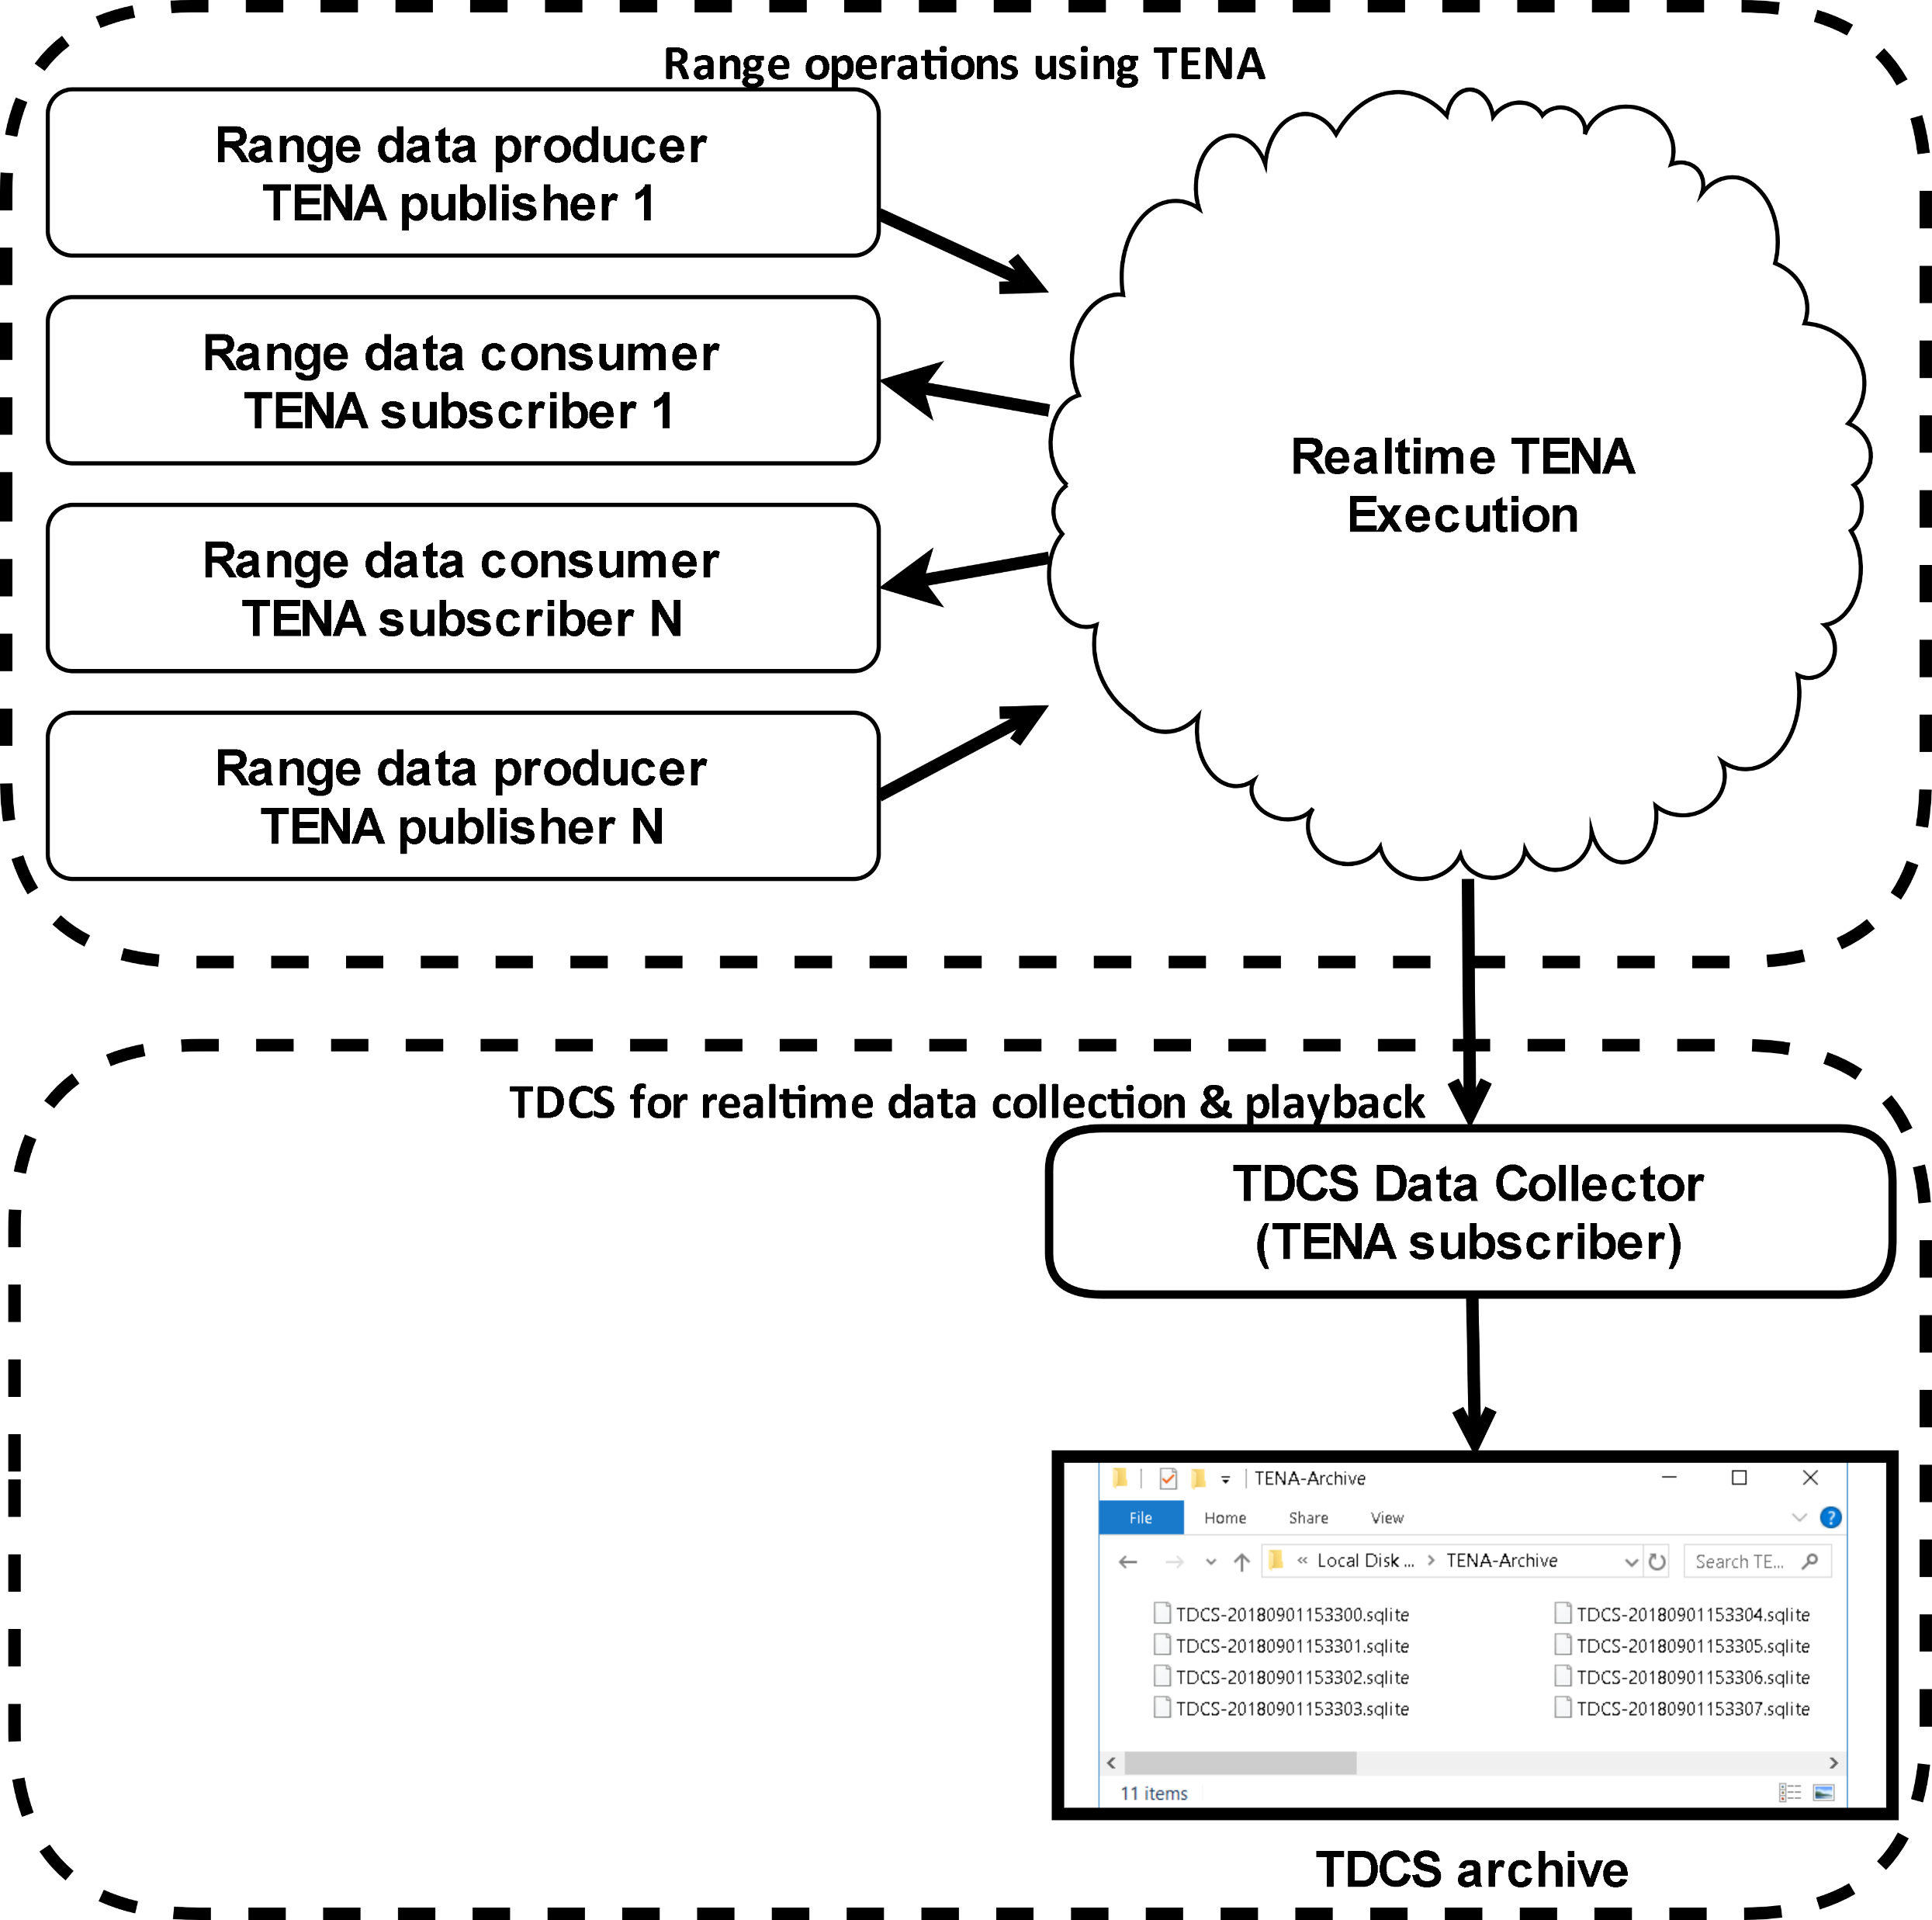 Range operations using TENA
Range data producer
TENA publisher 1
Range data consumer
TENA subscriber 1
Range data consumer
TENA subscriber N
Range data producer
TENA publisher N
Realtime TENA
Execution
TDCS for realtime data collection & playback
TDCS Data Collector
(TENA subscriber)
TENA-Archive
File Home Share View
« Local Disk ... > TENA-Archive
Search TE...
TDCS-20180901153300.sqlite
TDCS-20180901153301.sqlite
TDCS-20180901153302.sqlite
TDCS-20180901153303.sqlite
TDCS-20180901153304.sqlite
TDCS-20180901153305.sqlite
TDCS-20180901153306.sqlite
TDCS-20180901153307.sqlite
11 items
TDCS archive